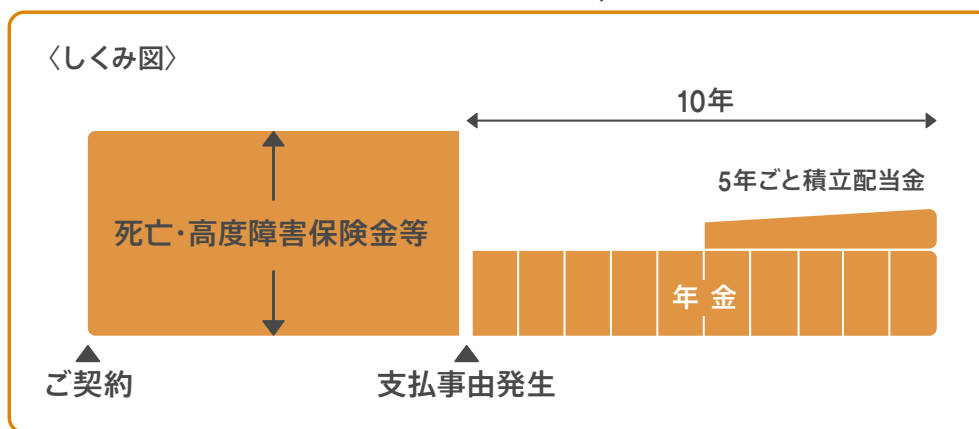 〈しくみ図〉
10年
5年ごと積立配当金
死亡・高度障害保険金等
年金
ご契約
支払事由発生